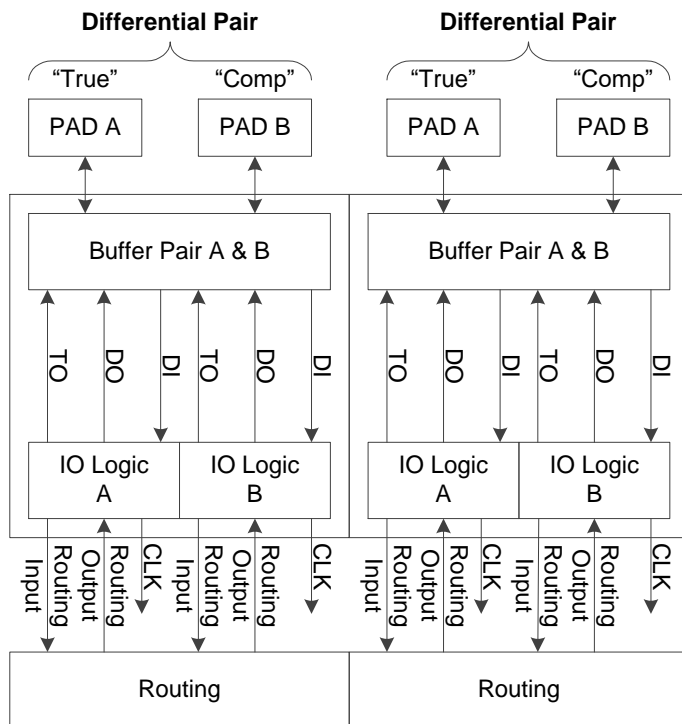 Differential Pair Differential Pair
“True” “Comp” “True” “Comp”
PAD A PAD B PAD A PAD B
Buffer Pair A & B Buffer Pair A & B
TO DO DI TO DO DI TO DO DI TO DO DI
IO Logic IO Logic IO Logic IO Logic
A B A B
Routing Input Routing Output CLK Routing Input Routing Output CLK Routing Input Routing Output CLK Routing Input Routing Output CLK
Routing Routing